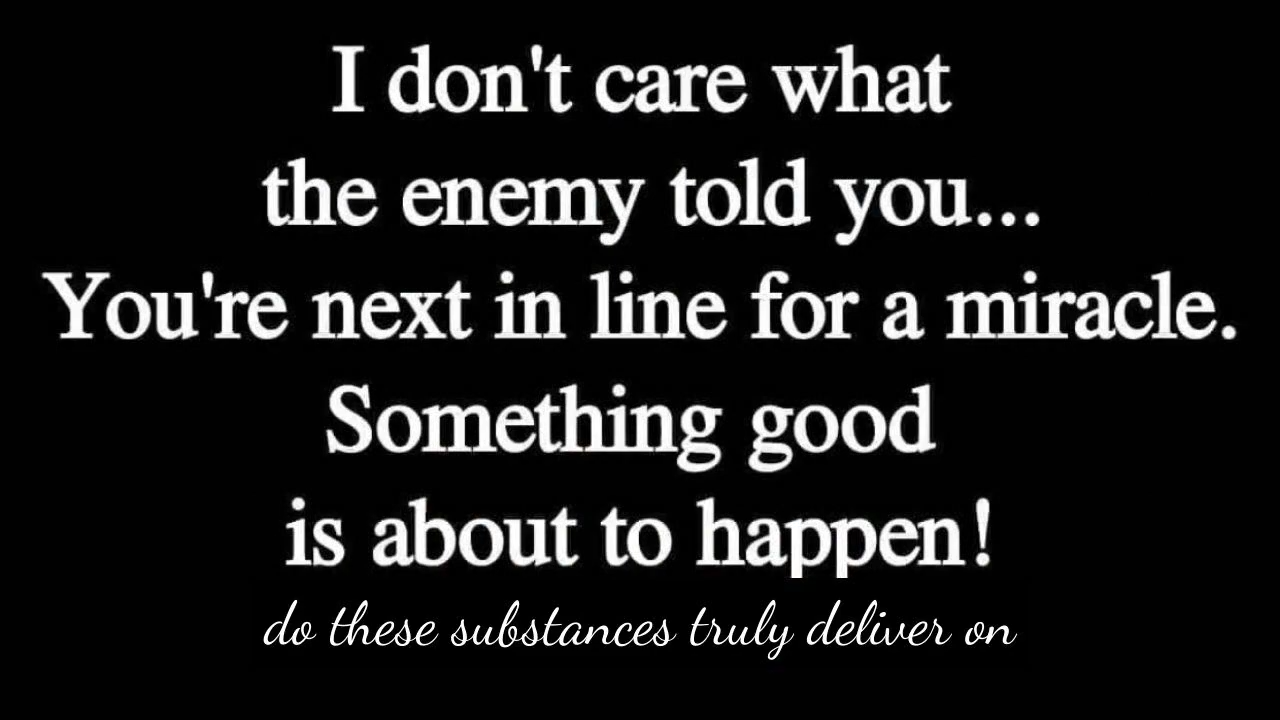 I don't care what
the enemy told you...
You're next in line for a miracle.
Something good
is about to happen!
do these substances truly deliver on